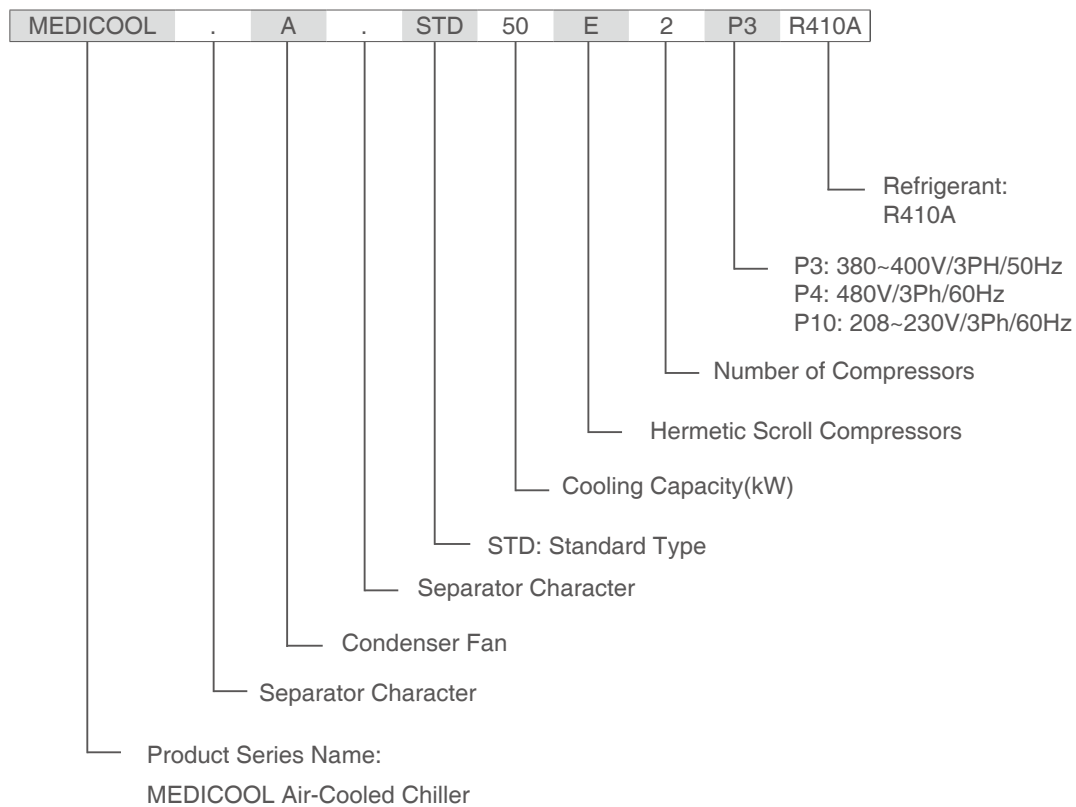 MEDICOOL . A . STD 50 E 2 P3 R410A
Refrigerant:
R410A
P3: 380~400V/3PH/50Hz
P4: 480V/3Ph/60Hz
P10: 208~230V/3Ph/60Hz
Number of Compressors
Hermetic Scroll Compressors
Cooling Capacity(kW)
STD: Standard Type
Separator Character
Condenser Fan
Separator Character
Product Series Name:
MEDICOOL Air-Cooled Chiller